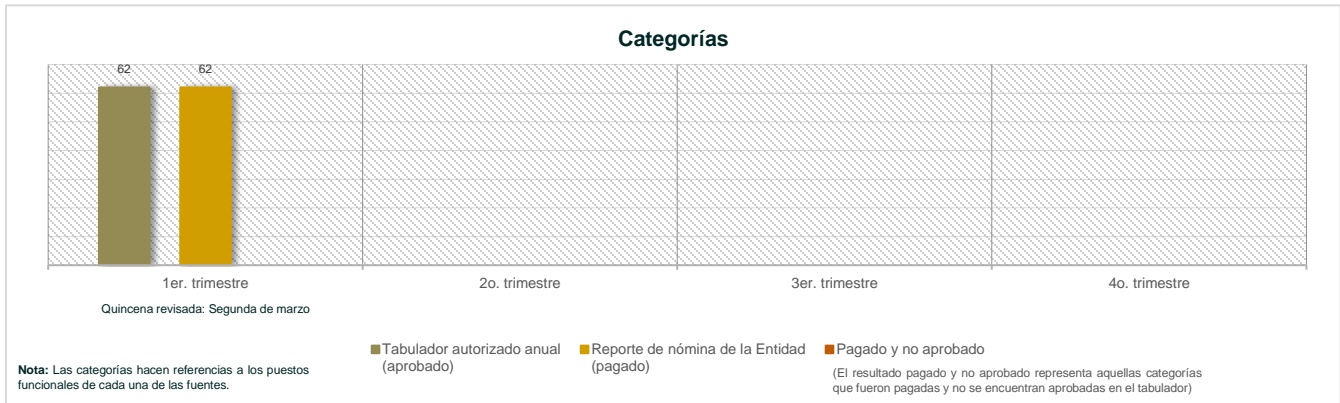 Categorías
62 62
1er. trimestre 2o. trimestre 3er. trimestre 4o. trimestre
Quincena revisada: Segunda de marzo
Tabulador autorizado anual
(aprobado)
Reporte de nómina de la Entidad
(pagado)
Pagado y no aprobado
(El resultado pagado y no aprobado representa aquellas categorías
que fueron pagadas y no se encuentran aprobadas en el tabulador)
Nota: Las categorías hacen referencias a los puestos
funcionales de cada una de las fuentes.